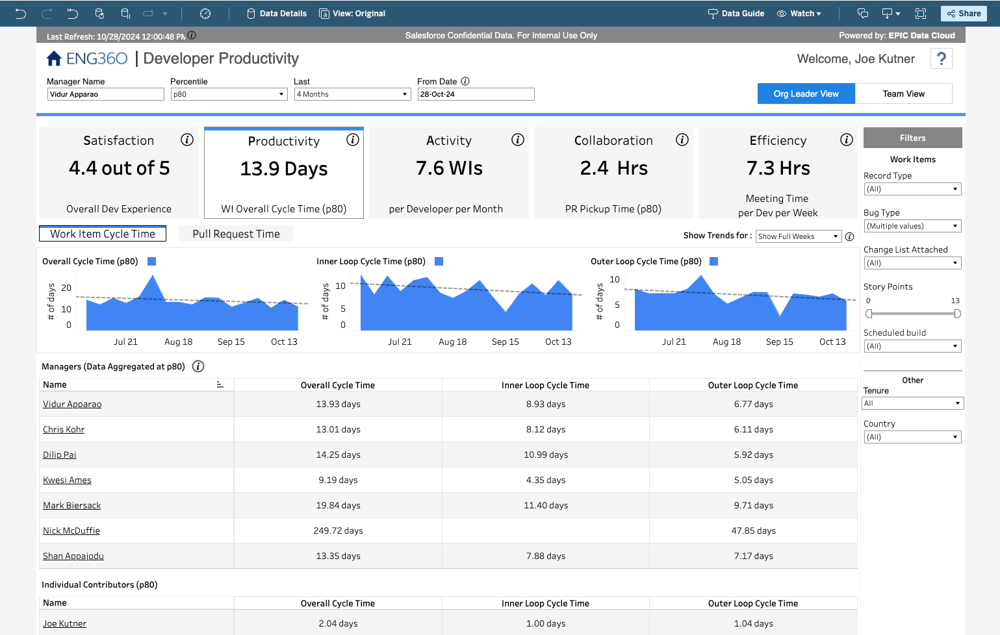 Data Details
View: Original
Data Guide
Watch
Share
Last Refresh: 10/28/2024 12:00:48 PM
Salesforce Confidential Data. For Internal Use Only
Powered by: EPIC Data Cloud
ENG360 | Developer Productivity
Welcome, Joe Kutner
?
Manager Name
Percentile
Last
From Date
Vidur Apparao
p80
4 Months
28-Oct-24
Org Leader View
Team View
Satisfaction
4.4 out of 5
Overall Dev Experience
Productivity
13.9 Days
WI Overall Cycle Time (p80)
Activity
7.6 WIs
per Developer per Month
Collaboration
2.4 Hrs
PR Pickup Time (p80)
Efficiency
7.3 Hrs
Meeting Time
per Dev per Week
Work Item Cycle Time
Pull Request Time
Show Trends for :
Show Full Weeks
Overall Cycle Time (p80)
# of days
20
10
0
Jul 21
Aug 18
Sep 15
Oct 13
Inner Loop Cycle Time (p80)
# of days
10
5
0
Jul 21
Aug 18
Sep 15
Oct 13
Outer Loop Cycle Time (p80)
# of days
10
5
0
Jul 21
Aug 18
Sep 15
Oct 13
Managers (Data Aggregated at p80)
Name Overall Cycle Time Inner Loop Cycle Time Outer Loop Cycle Time
Vidur Apparao 13.93 days 8.93 days 6.77 days
Chris Kohr 13.01 days 8.12 days 6.11 days
Dilip Pai 14.25 days 10.99 days 5.92 days
Kwesi Ames 9.19 days 4.35 days 5.05 days
Mark Biersack 19.84 days 11.40 days 9.71 days
Nick McDuffie 249.72 days 47.85 days
Shan Appajodu 13.35 days 7.88 days 7.17 days
Individual Contributors (p80)
Name Overall Cycle Time Inner Loop Cycle Time Outer Loop Cycle Time
Joe Kutner 2.04 days 1.00 days 1.04 days
Filters
Work Items
Record Type
(All)
Bug Type
(Multiple values)
Change List Attached
(All)
Story Points
0 13
Scheduled build
(All)
Other
Tenure
All
Country
(All)